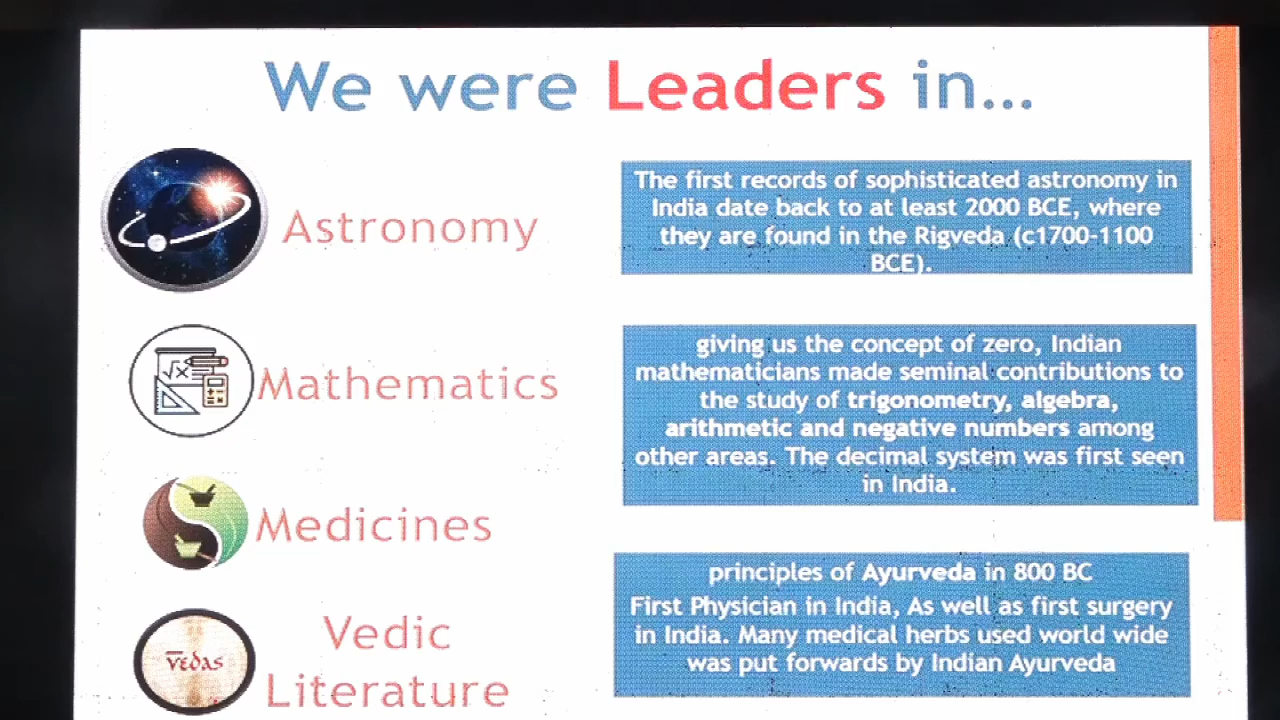 We were Leaders in...
Astronomy
The first records of sophisticated astronomy in
India date back to at least 2000 BCE, where
they are found in the Rigveda (c1700-1100
BCE).
Mathematics
√x
giving us the concept of zero, Indian
mathematicians made seminal contributions to
the study of trigonometry, algebra,
arithmetic and negative numbers among
other areas. The decimal system was first seen
in India.
Medicines
principles of Ayurveda in 800 BC
First Physician in India, As well as first surgery
in India. Many medical herbs used world wide
was put forwards by Indian Ayurveda
vedas
Vedic
Literature